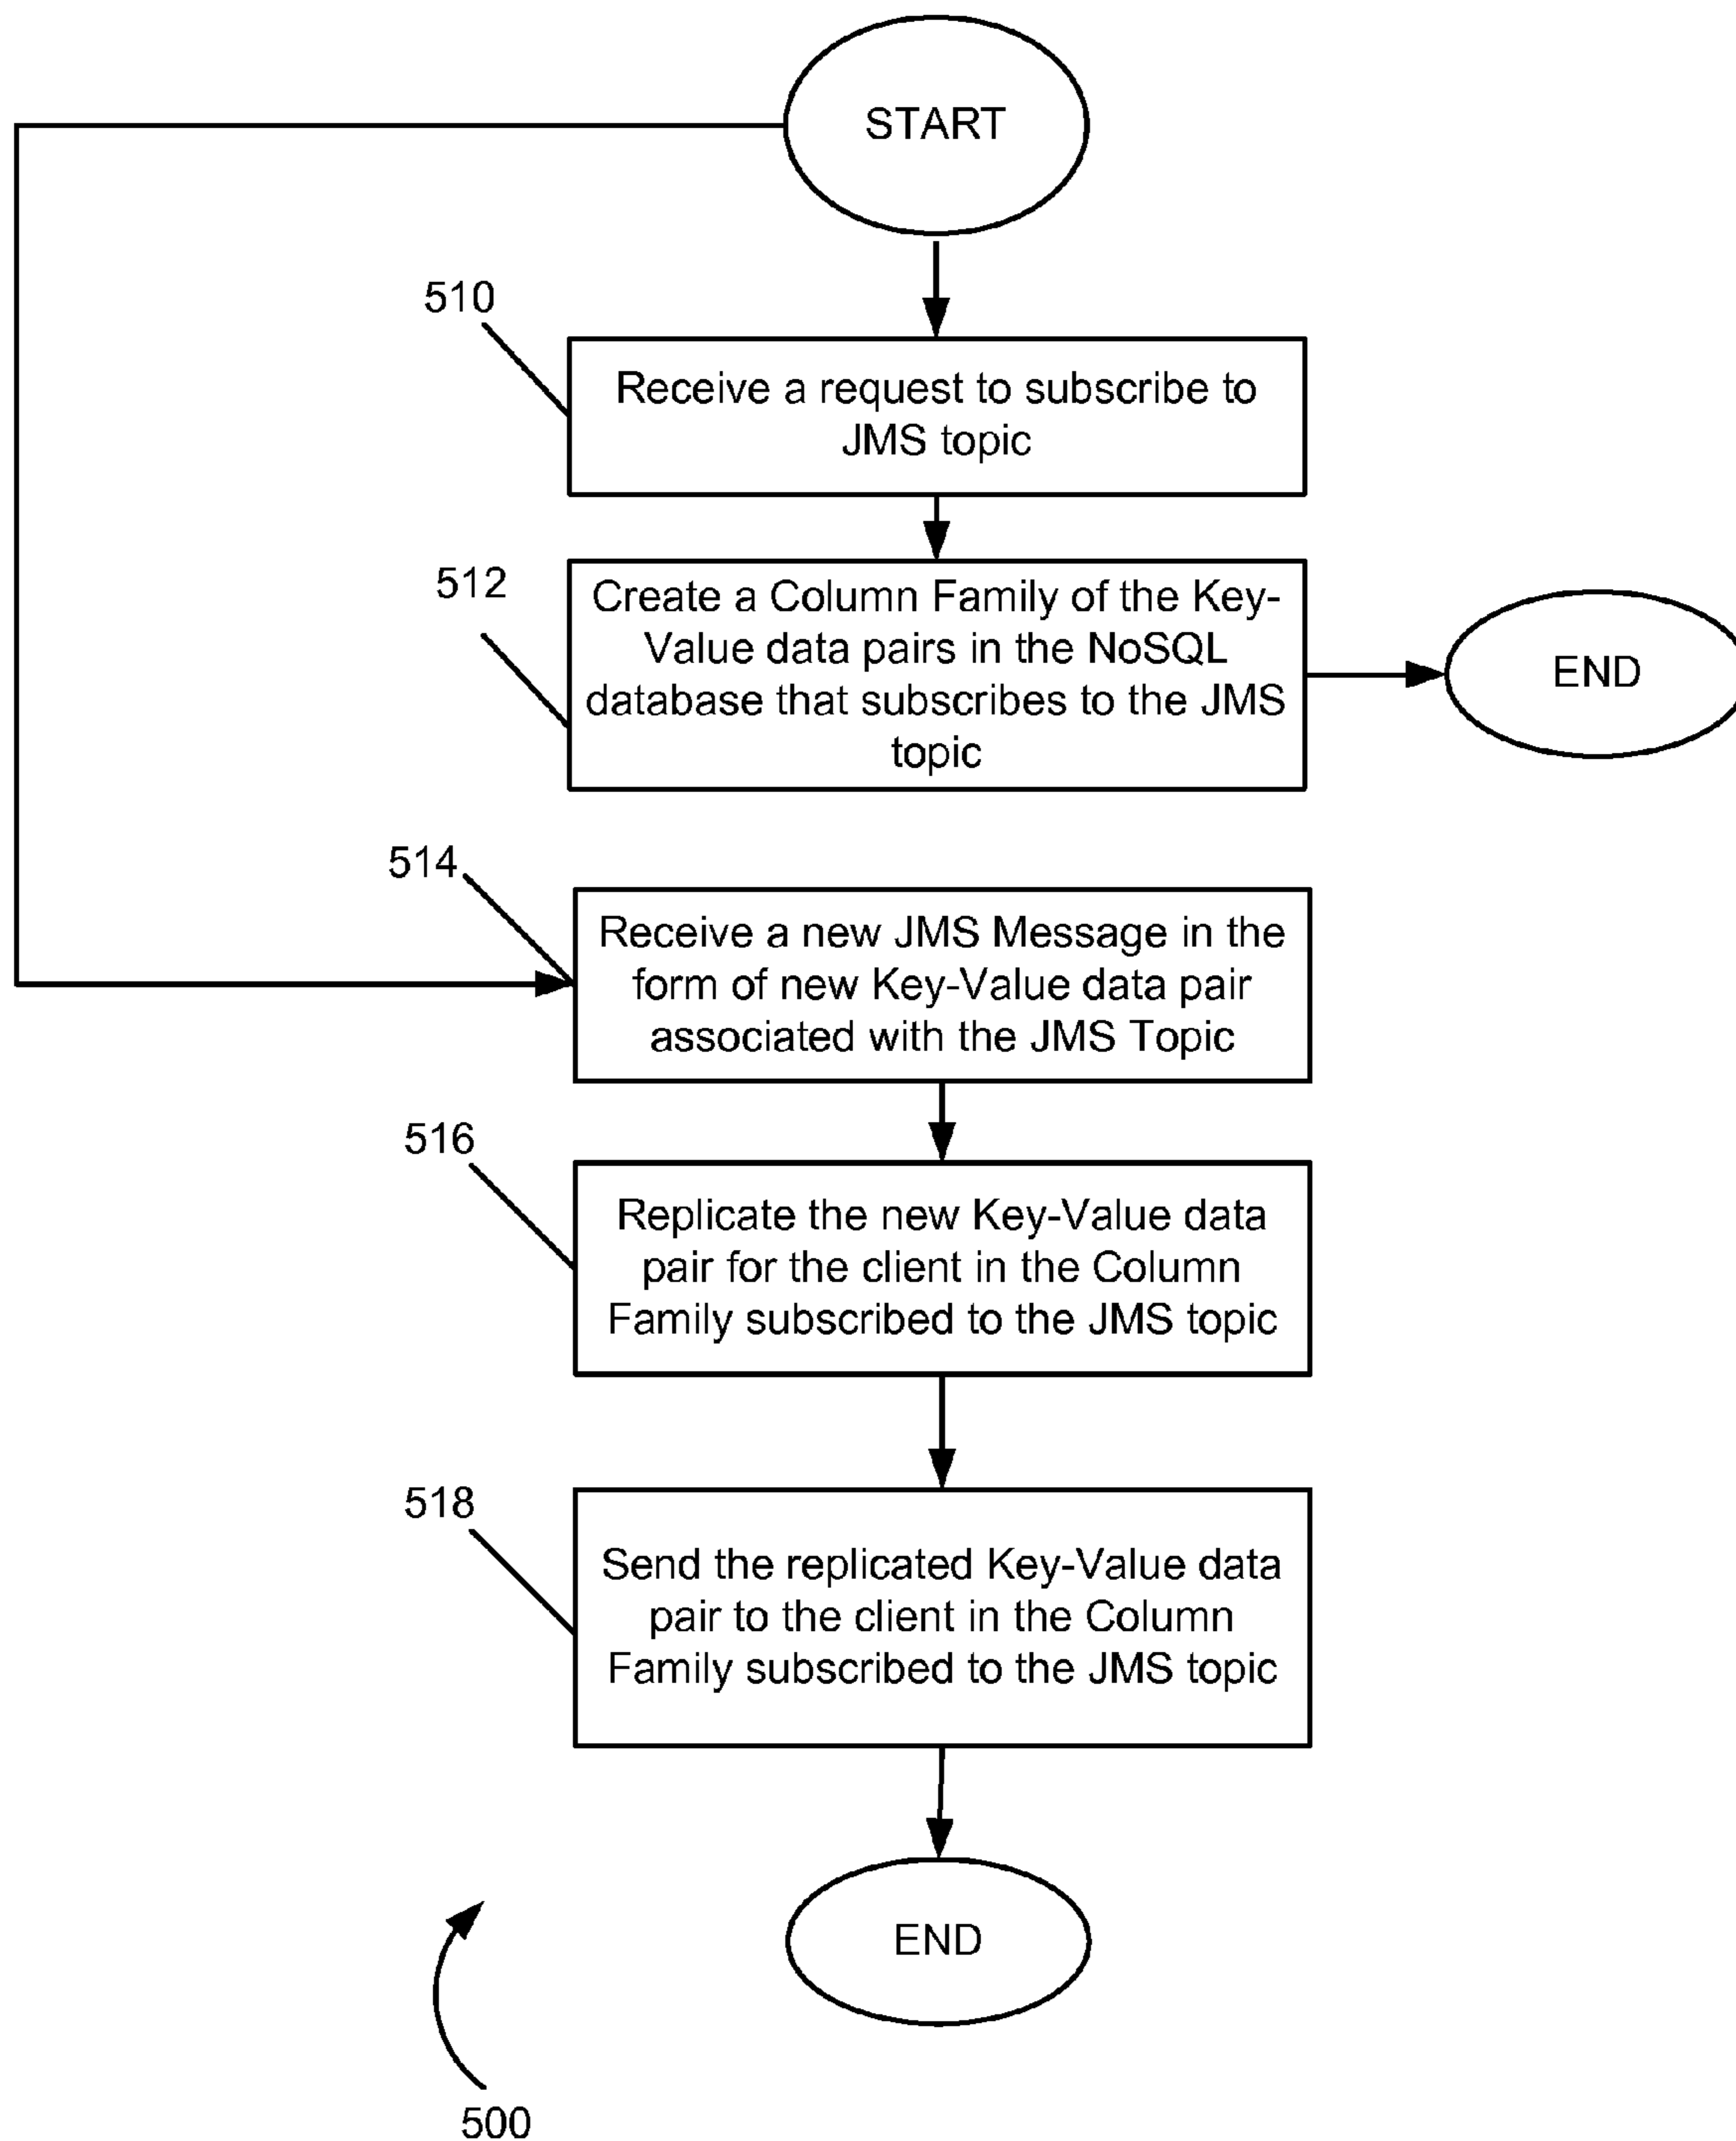 START
510
Receive a request to subscribe to
JMS topic
512
Create a Column Family of the Key-
Value data pairs in the NoSQL
database that subscribes to the JMS
topic
END
514
Receive a new JMS Message in the
form of new Key-Value data pair
associated with the JMS Topic
516
Replicate the new Key-Value data
pair for the client in the Column
Family subscribed to the JMS topic
518
Send the replicated Key-Value data
pair to the client in the Column
Family subscribed to the JMS topic
END
500